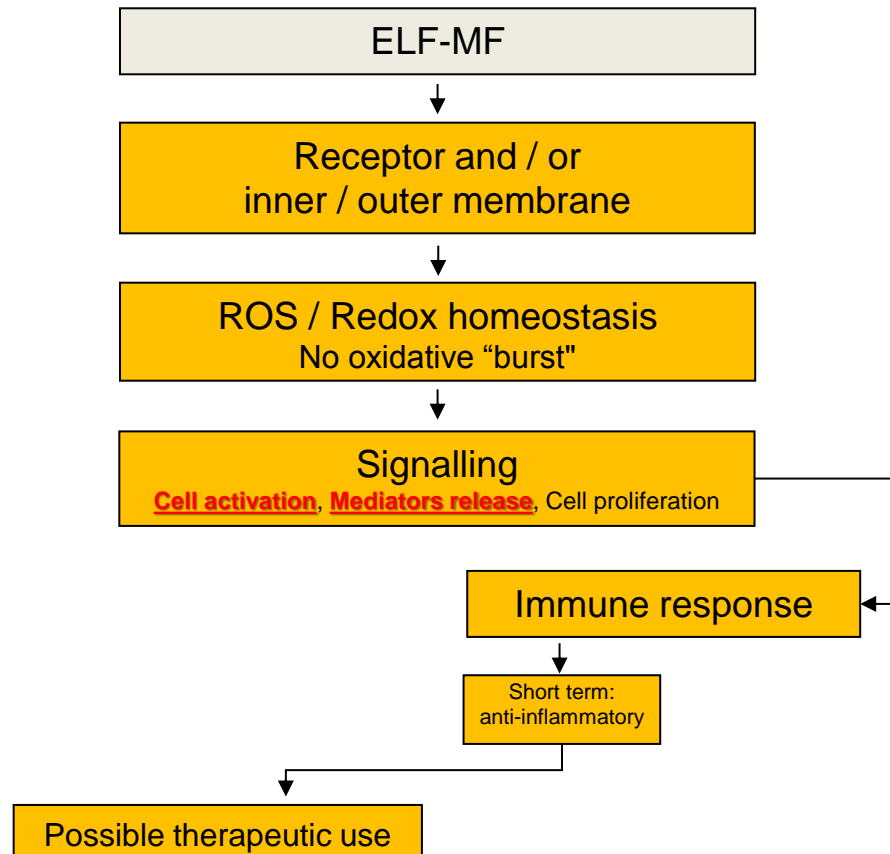 ELF-MF
Receptor and / or
inner / outer membrane
ROS / Redox homeostasis
No oxidative “burst"
Signalling
Cell activation, Mediators release, Cell proliferation
Immune response
Short term:
anti-inflammatory
Possible therapeutic use